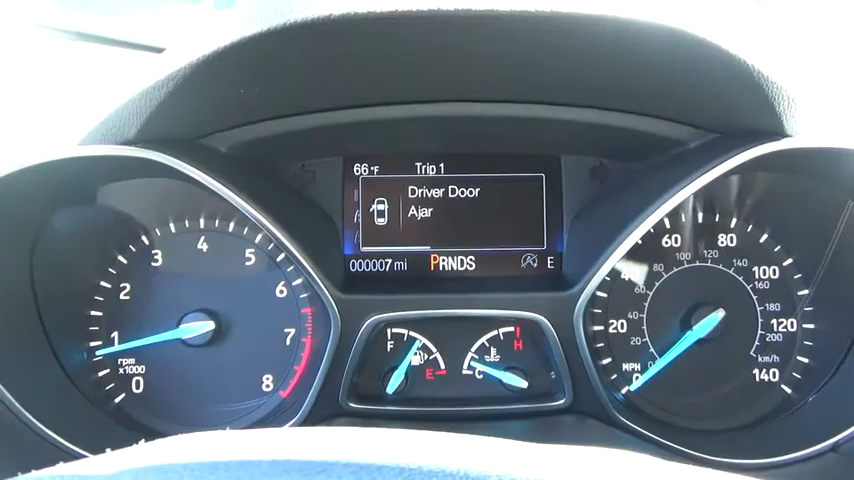 66°F Trip 1
Driver Door
Ajar
000007 mi PRNDS E
0 1 2 3 4 5 6 7 8
rpm
x1000
F E
H C
0 20 40 60 80 100 120 140
MPH
0 20 40 60 80 100 120 140 160 180 200
km/h